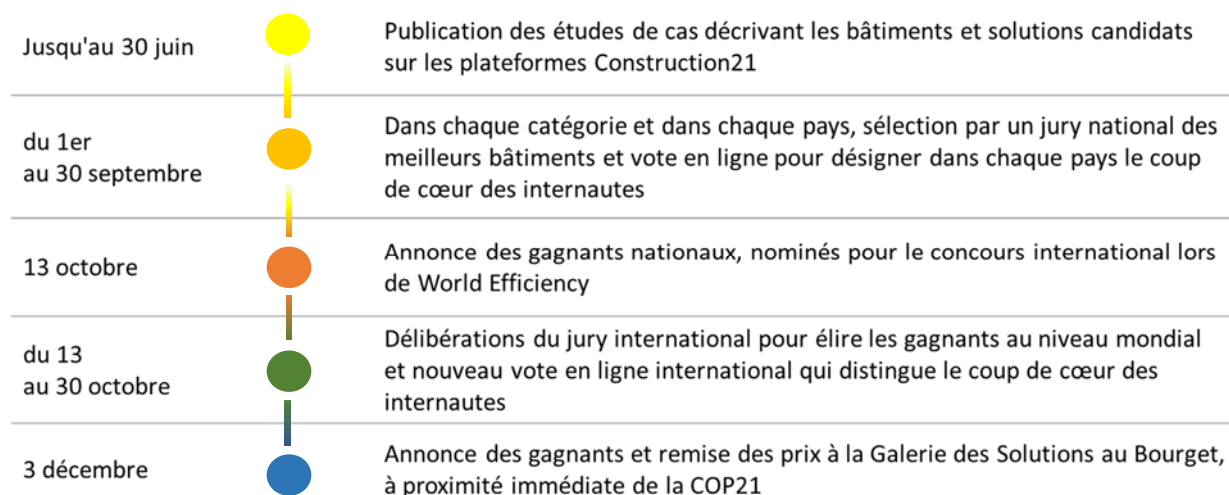 Jusqu'au 30 juin
Publication des études de cas décrivant les bâtiments et solutions candidats
sur les plateformes Construction21
du 1er
au 30 septembre
Dans chaque catégorie et dans chaque pays, sélection par un jury national des
meilleurs bâtiments et vote en ligne pour désigner dans chaque pays le coup
de cœur des internautes
13 octobre
Annonce des gagnants nationaux, nominés pour le concours international lors
de World Efficiency
du 13
au 30 octobre
Délibérations du jury international pour élire les gagnants au niveau mondial
et nouveau vote en ligne international qui distingue le coup de cœur des
internautes
3 décembre
Annonce des gagnants et remise des prix à la Galerie des Solutions au Bourget,
à proximité immédiate de la COP21